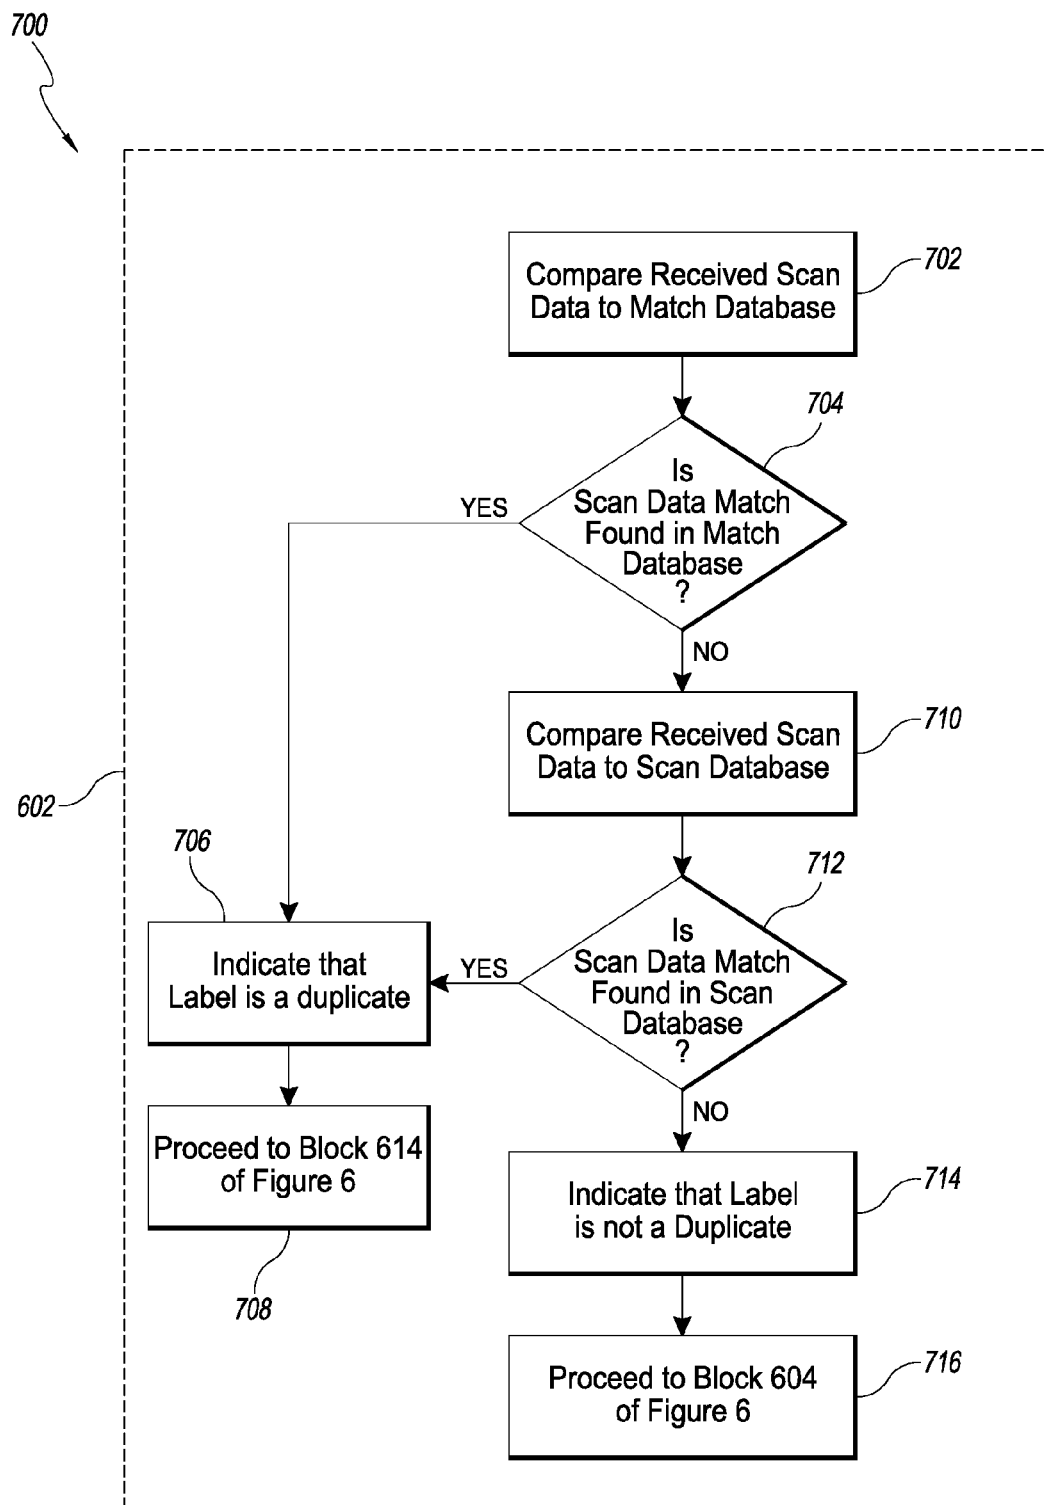 700
Compare Received Scan
Data to Match Database
702
704
Is
Scan Data Match
Found in Match
Database
?
YES
NO
Compare Received Scan
Data to Scan Database
710
602
706
712
Indicate that
Label is a duplicate
YES
Is
Scan Data Match
Found in Scan
Database
?
NO
Proceed to Block 614
of Figure 6
708
Indicate that Label
is not a Duplicate
714
Proceed to Block 604
of Figure 6
716